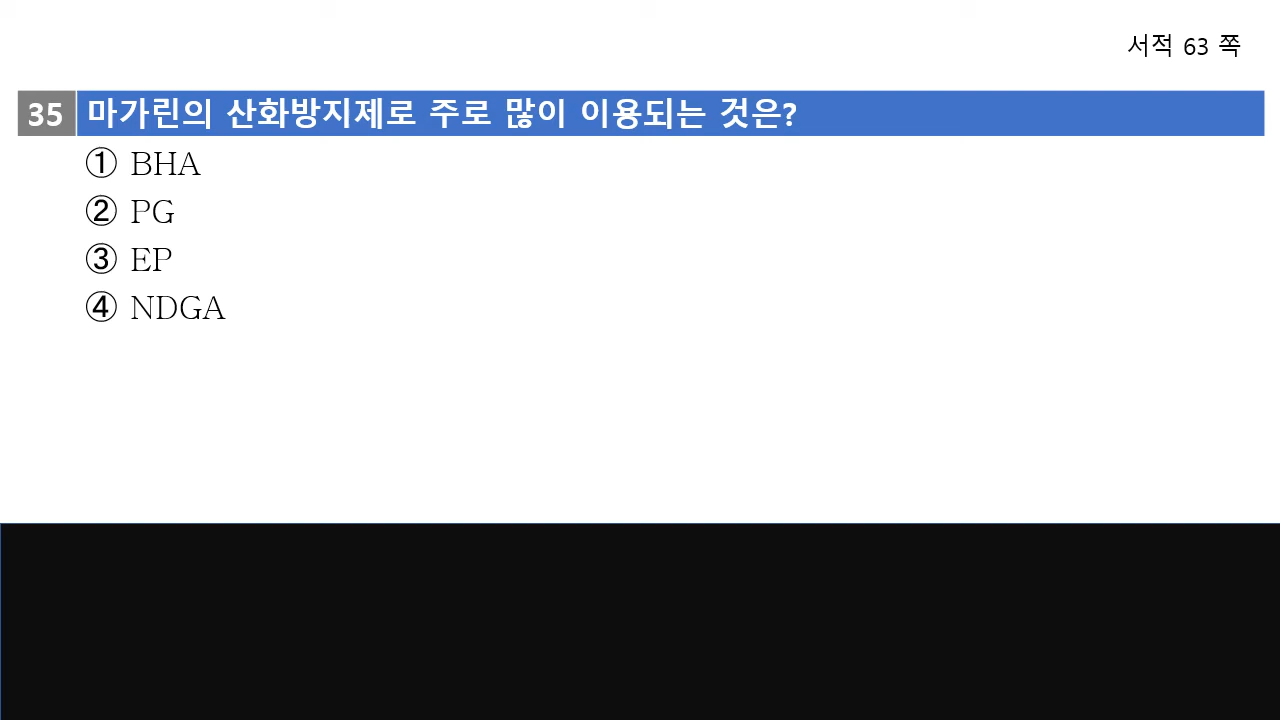 서적 63 쪽
35 마가린의 산화방지제로 주로 많이 이용되는 것은?
① BHA
② PG
③ EP
④ NDGA